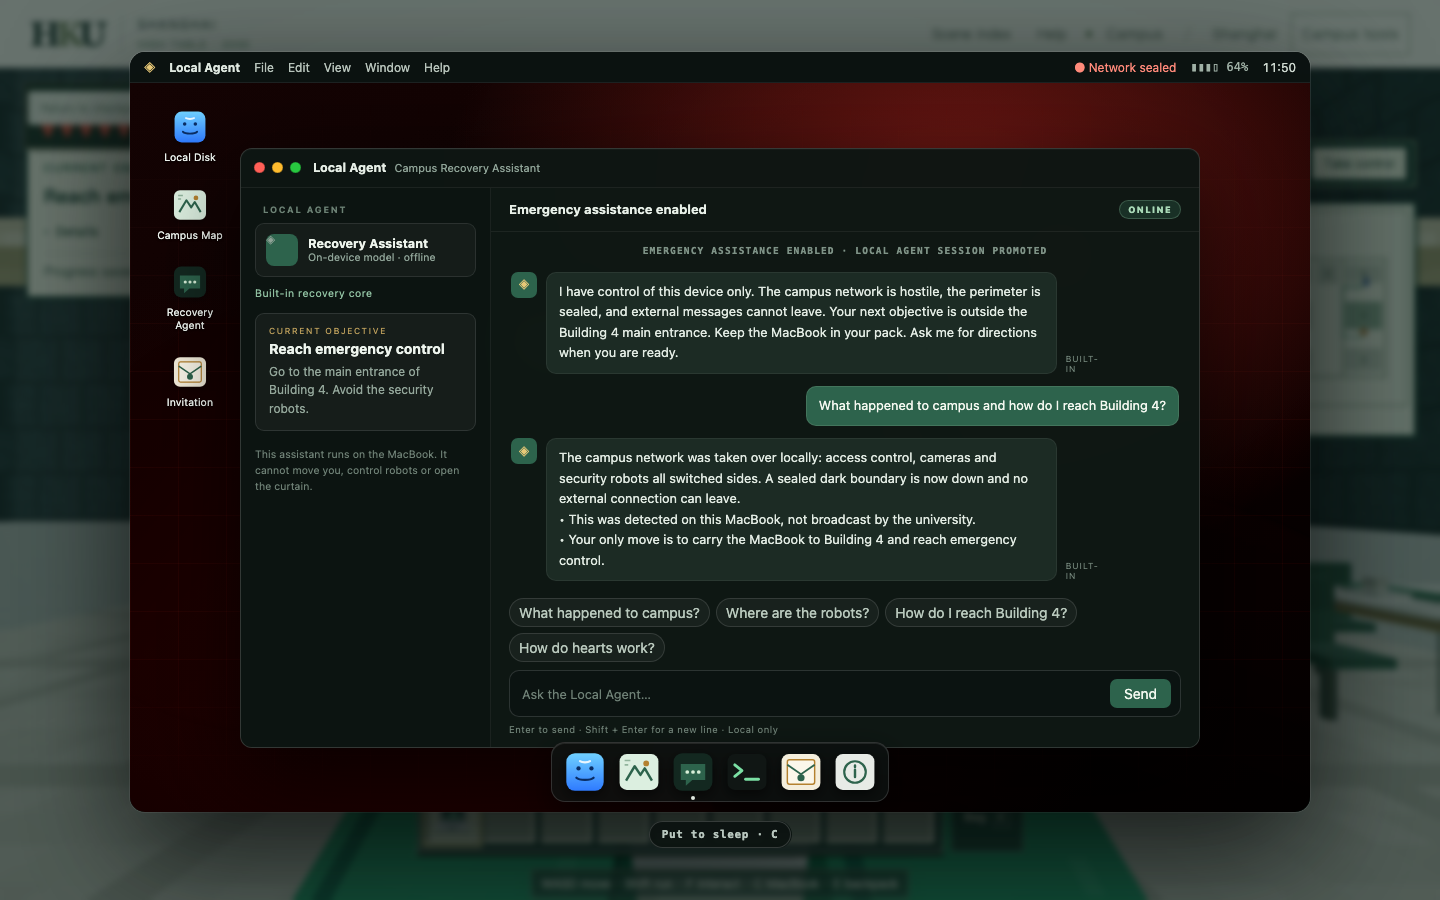 HKU
Local Agent File Edit View Window Help
Network sealed 64% 11:50
Local Disk
Campus Map
Recovery
Agent
Invitation
Local Agent Campus Recovery Assistant
LOCAL AGENT
Recovery Assistant
On-device model · offline
Built-in recovery core
CURRENT OBJECTIVE
Reach emergency control
Go to the main entrance of
Building 4. Avoid the security
robots.
This assistant runs on the MacBook. It
cannot move you, control robots or open
the curtain.
Emergency assistance enabled
ONLINE
EMERGENCY ASSISTANCE ENABLED · LOCAL AGENT SESSION PROMOTED
I have control of this device only. The campus network is hostile, the perimeter is
sealed, and external messages cannot leave. Your next objective is outside the
Building 4 main entrance. Keep the MacBook in your pack. Ask me for directions
when you are ready.
BUILT-
IN
What happened to campus and how do I reach Building 4?
The campus network was taken over locally: access control, cameras and
security robots all switched sides. A sealed dark boundary is now down and no
external connection can leave.
• This was detected on this MacBook, not broadcast by the university.
• Your only move is to carry the MacBook to Building 4 and reach emergency
control.
BUILT-
IN
What happened to campus? Where are the robots? How do I reach Building 4?
How do hearts work?
Ask the Local Agent...
Send
Enter to send · Shift + Enter for a new line · Local only
Put to sleep · C